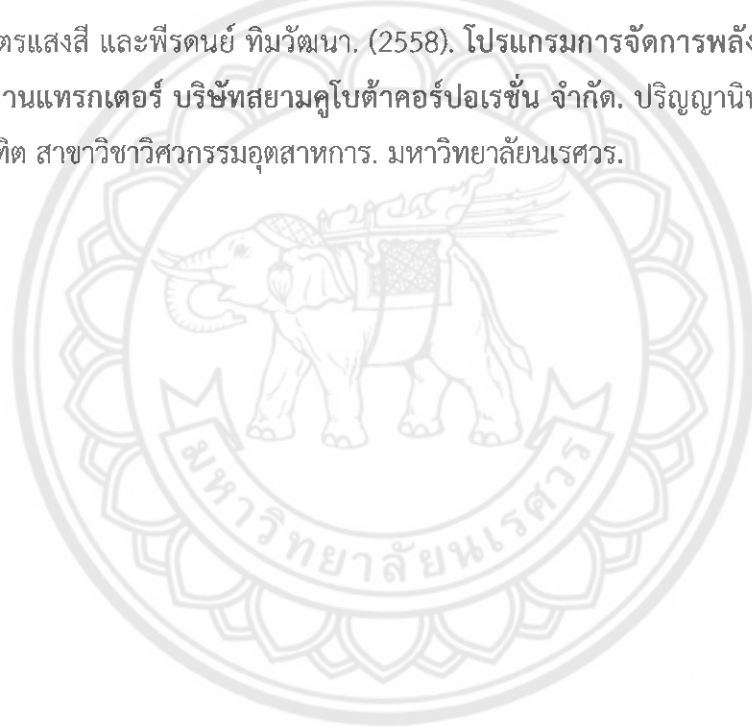 ตรแสงสี และพีรดนย์ ทิมวัฒนา. (2558). โปรแกรมการจัดการพลัง
านแทรกเตอร์ บริษัทสยามคูโบต้าคอร์ปอเรชั่น จำกัด. ปริญญานิพ
ทิต สาขาวิชาวิศวกรรมอุตสาหการ. มหาวิทยาลัยนเรศวร.
มหาวิทยาลัยนเรศวร